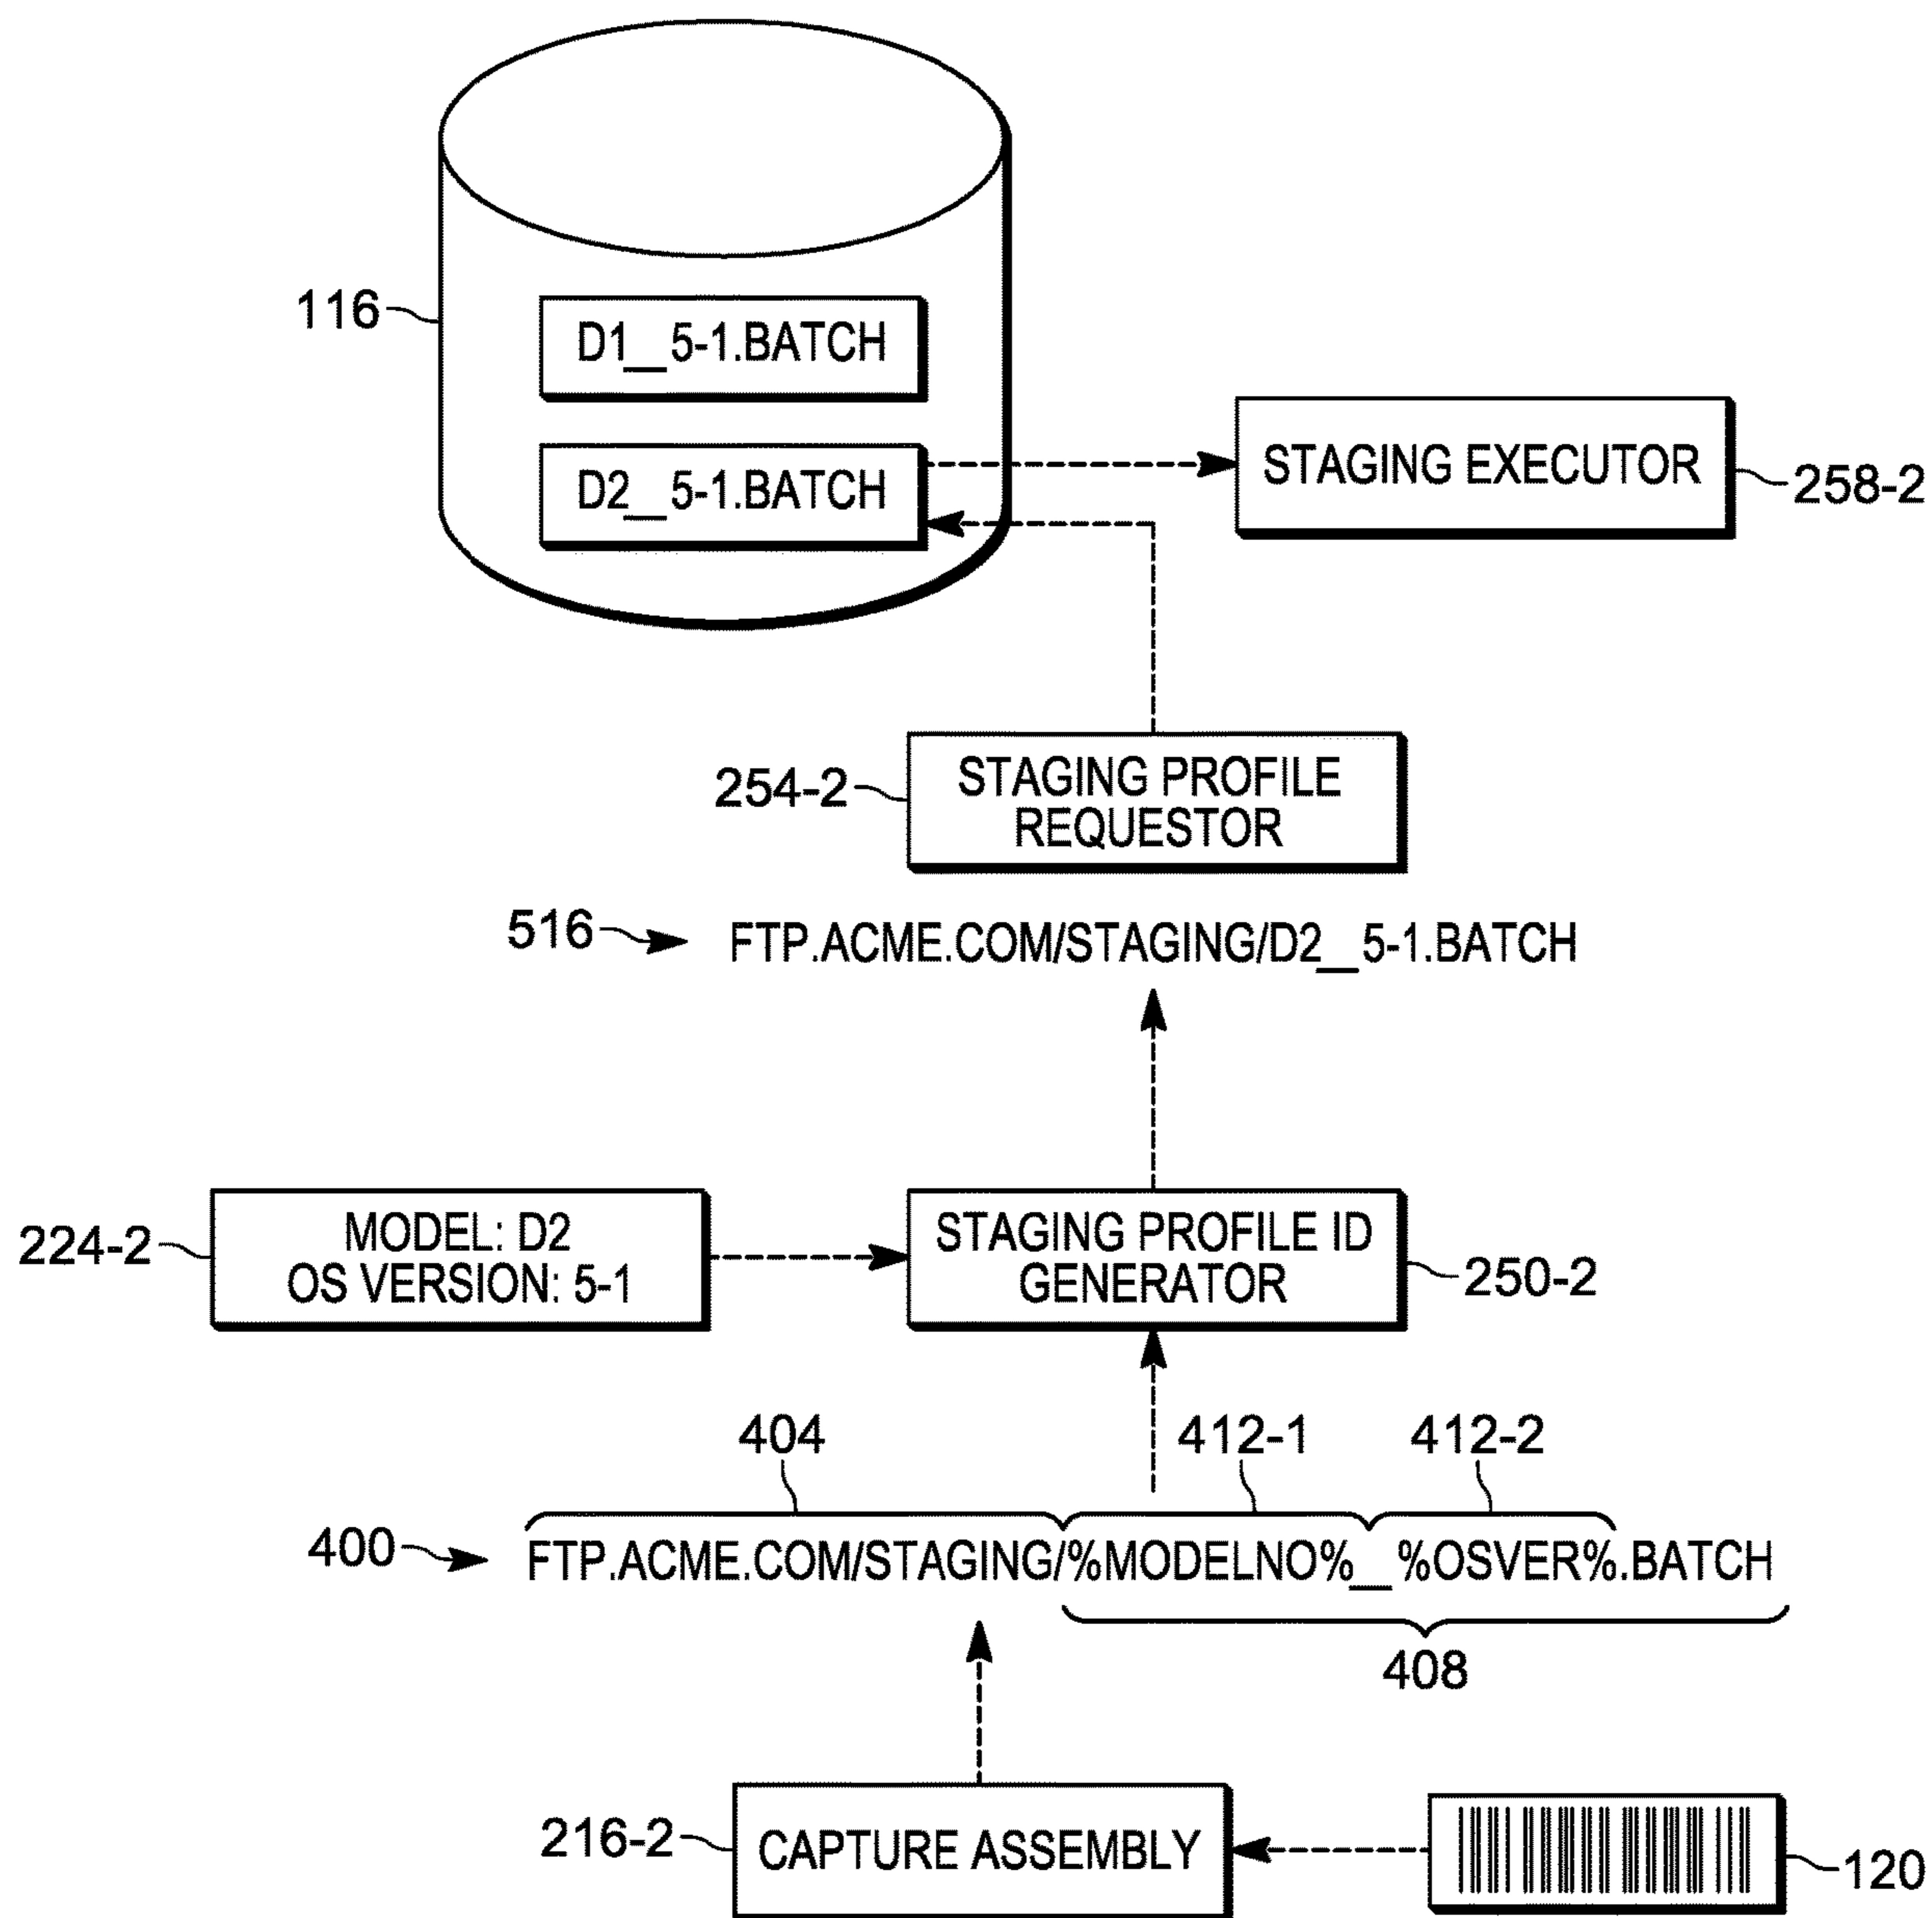 116
D1__5-1.BATCH
D2__5-1.BATCH
STAGING EXECUTOR
258-2
254-2
STAGING PROFILE
REQUESTOR
516
FTP.ACME.COM/STAGING/D2__5-1.BATCH
224-2
MODEL: D2
OS VERSION: 5-1
STAGING PROFILE ID
GENERATOR
250-2
404
412-1
412-2
400
FTP.ACME.COM/STAGING/%MODELNO%__%OSVER%.BATCH
408
216-2
CAPTURE ASSEMBLY
120